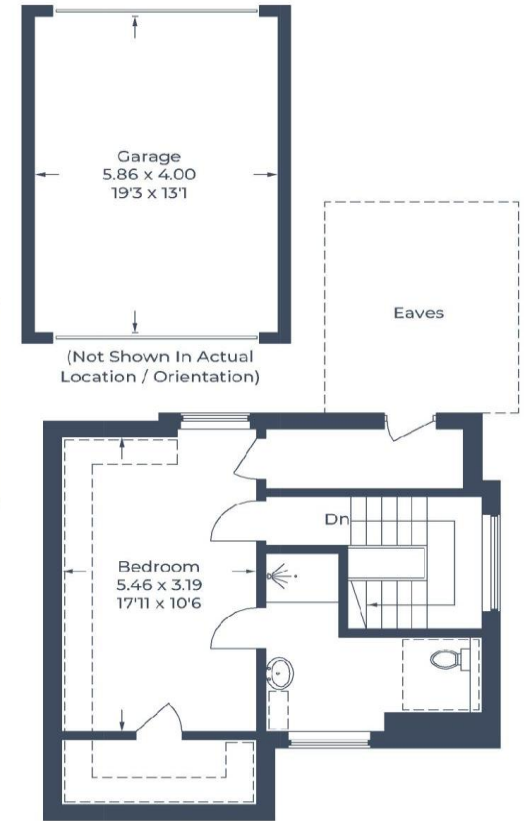 Garage
5.86 x 4.00
19'3 x 13'1
(Not Shown In Actual
Location / Orientation)
Eaves
Dn
Bedroom
5.46 x 3.19
17'11 x 10'6